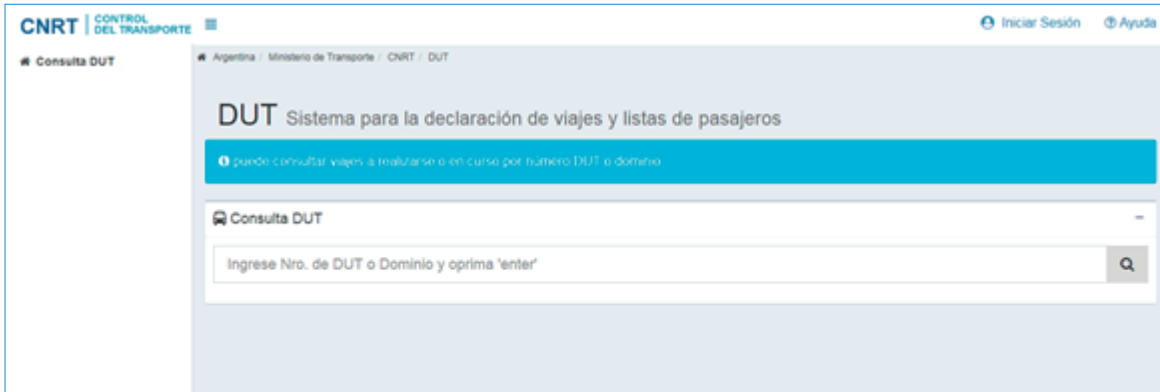 CNRT CONTROL DEL TRANSPORTE
Iniciar Sesión Ayuda
Consulta DUT
Argentina / Ministerio de Transporte / CNRT / DUT
DUT Sistema para la declaración de viajes y listas de pasajeros
puede consultar viajes a realizarse o en curso por número DUT o dominio
Consulta DUT
Ingrese Nro. de DUT o Dominio y oprima 'enter'